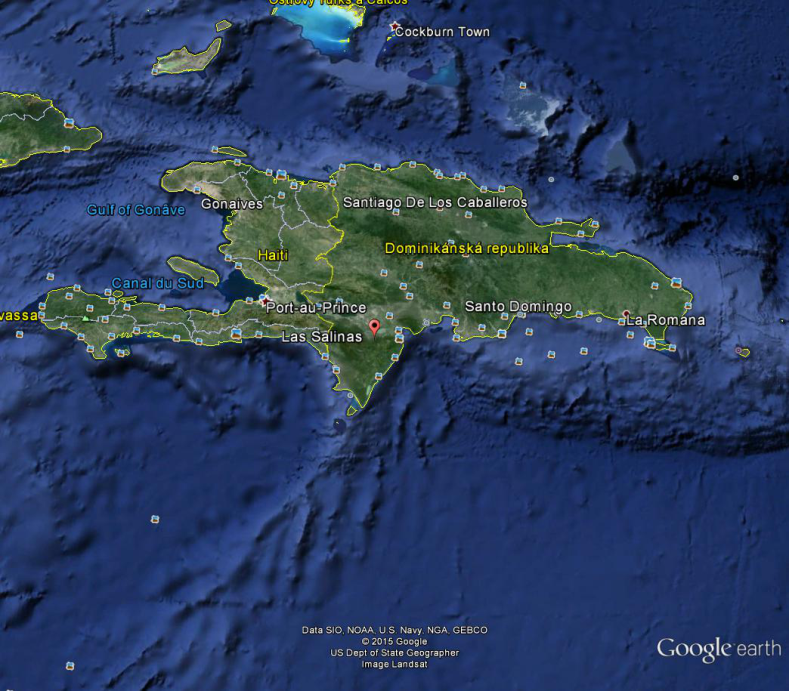 Ostrovy Turks a Caicos
Cockburn Town
Gonaives
Santiago De Los Caballeros
Gulf of Gonâve
Haiti
Dominikánská republika
Canal du Sud
vassa
Port-au-Prince
Santo Domingo
La Romana
Las Salinas
Data SIO, NOAA, U.S. Navy, NGA, GEBCO
© 2015 Google
US Dept of State Geographer
Image Landsat
Google earth